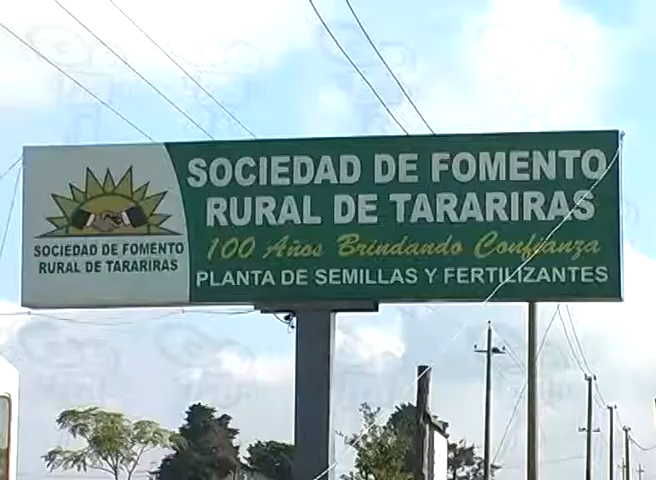 SOCIEDAD DE FOMENTO
RURAL DE TARARIRAS
SOCIEDAD DE FOMENTO
RURAL DE TARARIRAS
100 Años Brindando Confianza
PLANTA DE SEMILLAS Y FERTILIZANTES